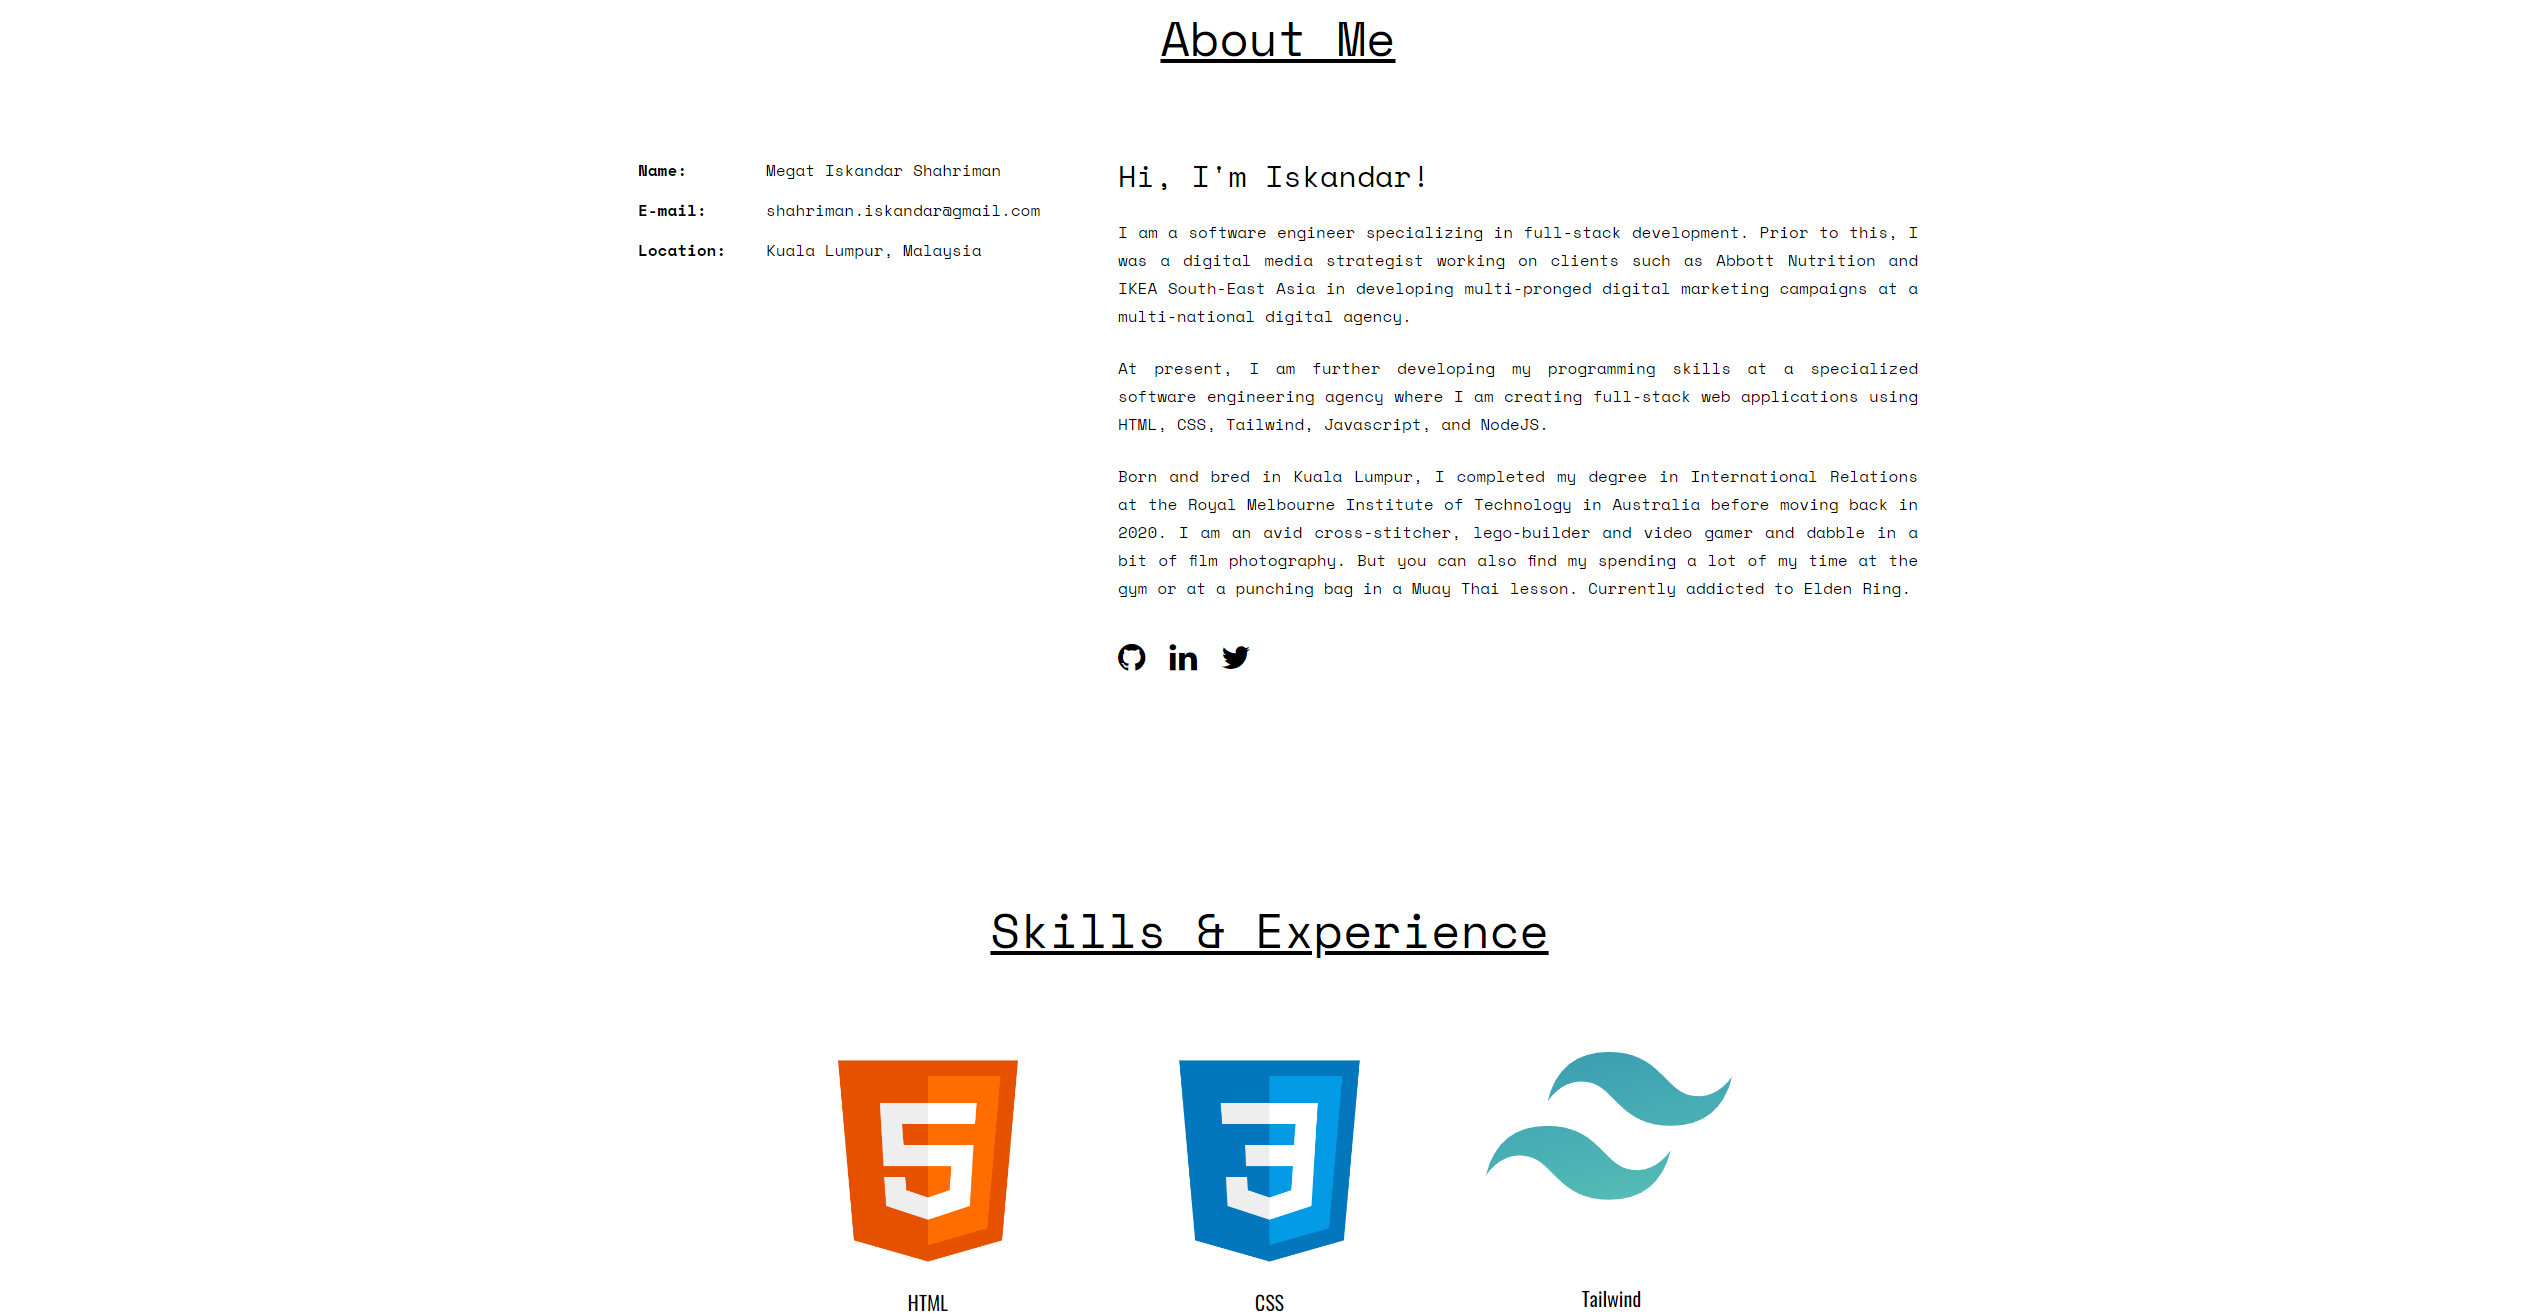 About Me
Name: Megat Iskandar Shahriman
E-mail: shahriman.iskandar@gmail.com
Location: Kuala Lumpur, Malaysia
Hi, I'm Iskandar!
I am a software engineer specializing in full-stack development. Prior to this, I
was a digital media strategist working on clients such as Abbott Nutrition and
IKEA South-East Asia in developing multi-pronged digital marketing campaigns at a
multi-national digital agency.
At present, I am further developing my programming skills at a specialized
software engineering agency where I am creating full-stack web applications using
HTML, CSS, Tailwind, Javascript, and NodeJS.
Born and bred in Kuala Lumpur, I completed my degree in International Relations
at the Royal Melbourne Institute of Technology in Australia before moving back in
2020. I am an avid cross-stitcher, lego-builder and video gamer and dabble in a
bit of film photography. But you can also find my spending a lot of my time at the
gym or at a punching bag in a Muay Thai lesson. Currently addicted to Elden Ring.
in
Skills & Experience
5 3
HTML CSS Tailwind